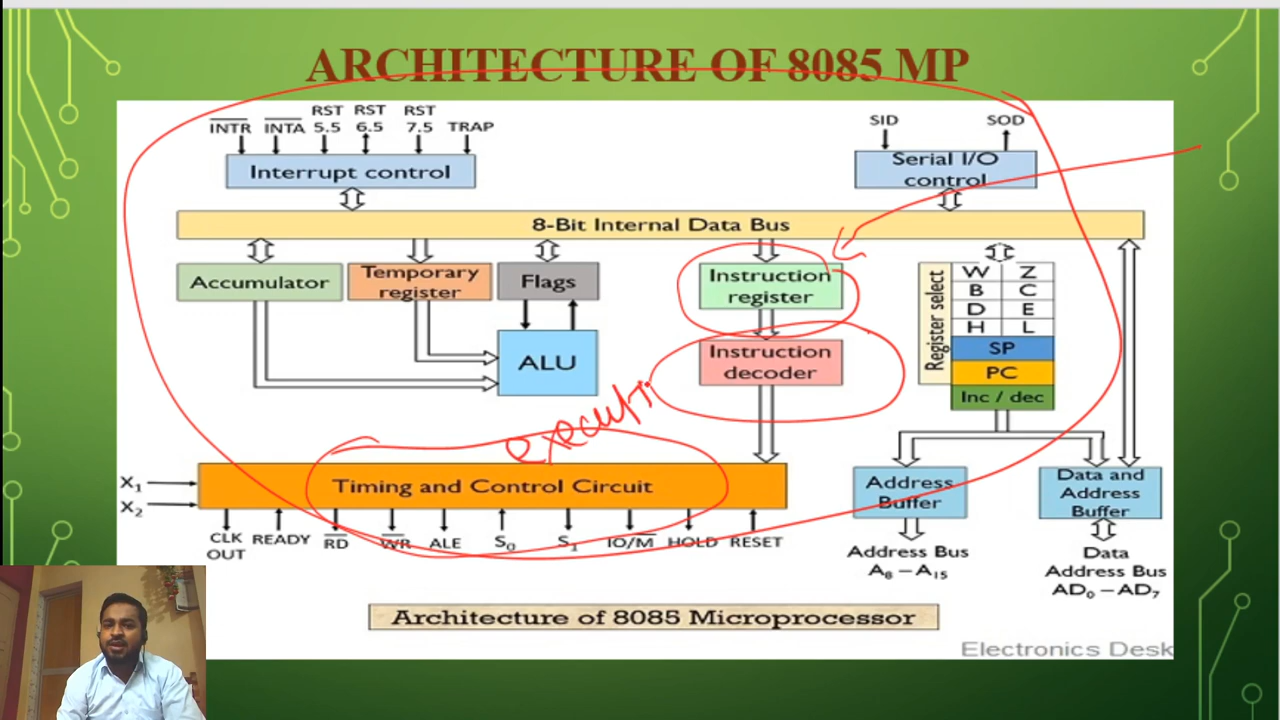 ARCHITECTURE OF 8085 MP
INTR INTA RST 5.5 RST 6.5 RST 7.5 TRAP
SID SOD
Interrupt control
Serial I/O control
8-Bit Internal Data Bus
Accumulator
Temporary register
Flags
ALU
Instruction register
Instruction decoder
Register select
W Z
B C
D E
H L
SP
PC
Inc / dec
X1
X2
Timing and Control Circuit
CLK OUT READY RD WR ALE S0 S1 IO/M HOLD RESET
Address Buffer
Data and Address Buffer
Address Bus
A8 – A15
Data Address Bus
AD0 – AD7
Architecture of 8085 Microprocessor
Electronics Desk